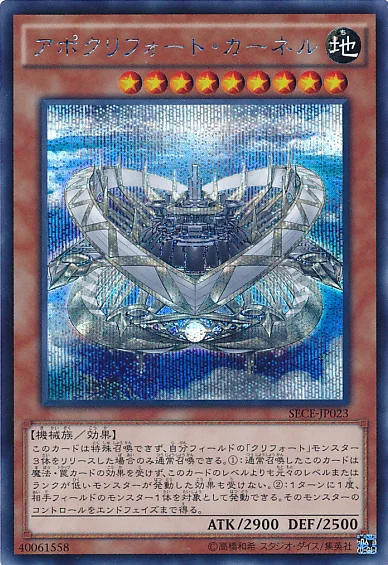 アポクリフォート・カーネル
地
SECE-JP023
【機械族/効果】
このカードは特殊召喚できず、自分フィールドの「クリフォート」モンスター
3体をリリースした場合のみ通常召喚できる。①：通常召喚したこのカードは
魔法・罠カードの効果を受けず、このカードのレベルよりも元々のレベルまたは
ランクが低いモンスターが発動した効果も受けない。②：1ターンに1度、
相手フィールドのモンスター1体を対象として発動できる。そのモンスターの
コントロールをエンドフェイズまで得る。
ATK/2900 DEF/2500
40061558
©高橋和希 スタジオ・ダイス/集英社